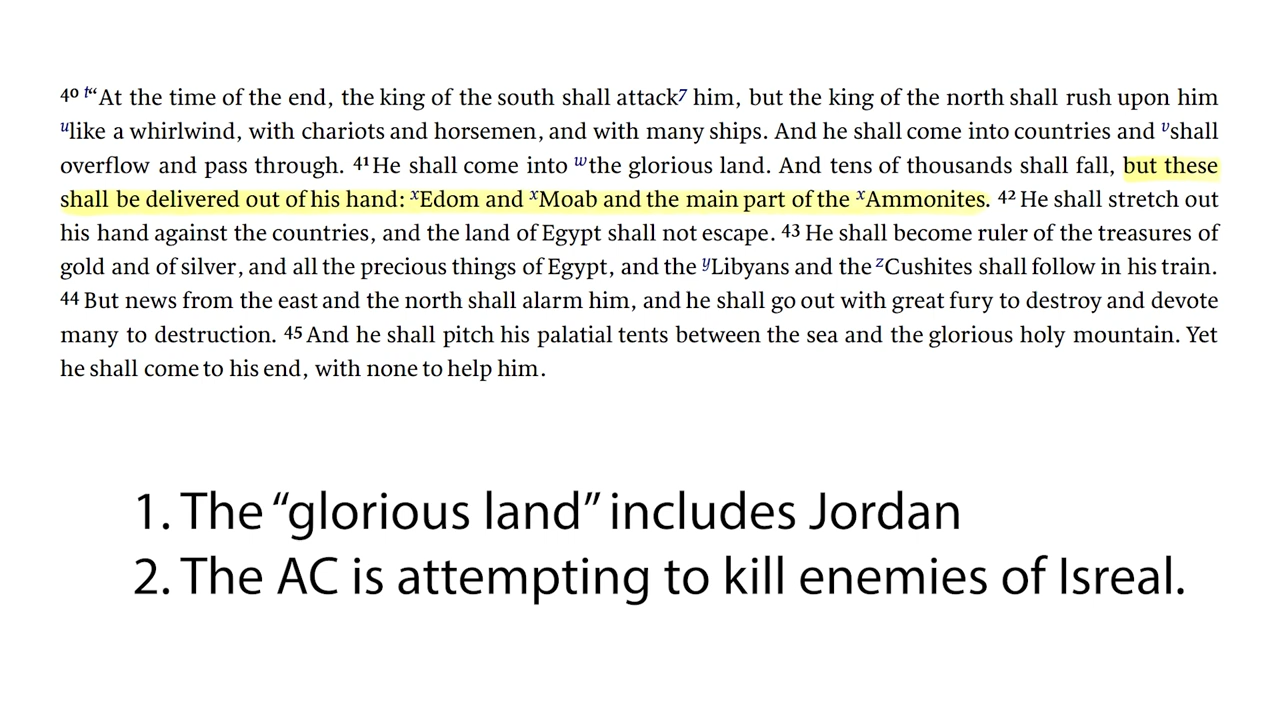 40 t“At the time of the end, the king of the south shall attack7 him, but the king of the north shall rush upon him
ulike a whirlwind, with chariots and horsemen, and with many ships. And he shall come into countries and vshall
overflow and pass through. 41 He shall come into wthe glorious land. And tens of thousands shall fall, but these
shall be delivered out of his hand: xEdom and xMoab and the main part of the xAmmonites. 42 He shall stretch out
his hand against the countries, and the land of Egypt shall not escape. 43 He shall become ruler of the treasures of
gold and of silver, and all the precious things of Egypt, and the yLibyans and the zCushites shall follow in his train.
44 But news from the east and the north shall alarm him, and he shall go out with great fury to destroy and devote
many to destruction. 45 And he shall pitch his palatial tents between the sea and the glorious holy mountain. Yet
he shall come to his end, with none to help him.
1. The “glorious land” includes Jordan
2. The AC is attempting to kill enemies of Isreal.